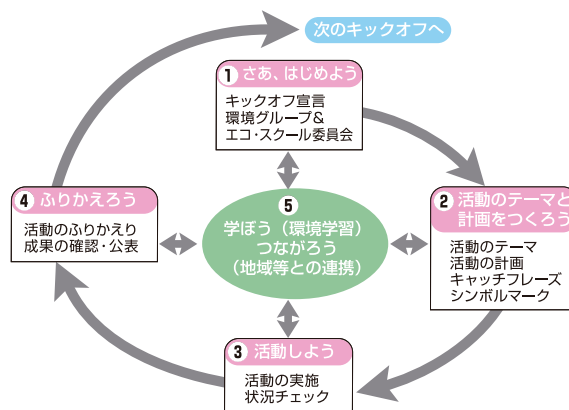 次のキックオフへ
1 さあ、はじめよう
キックオフ宣言
環境グループ&
エコ・スクール委員会
2 活動のテーマと
計画をつくろう
活動のテーマ
活動の計画
キャッチフレーズ
シンボルマーク
3 活動しよう
活動の実施
状況チェック
4 ふりかえろう
活動のふりかえり
成果の確認・公表
5
学ぼう（環境学習）
つながろう
（地域等との連携）